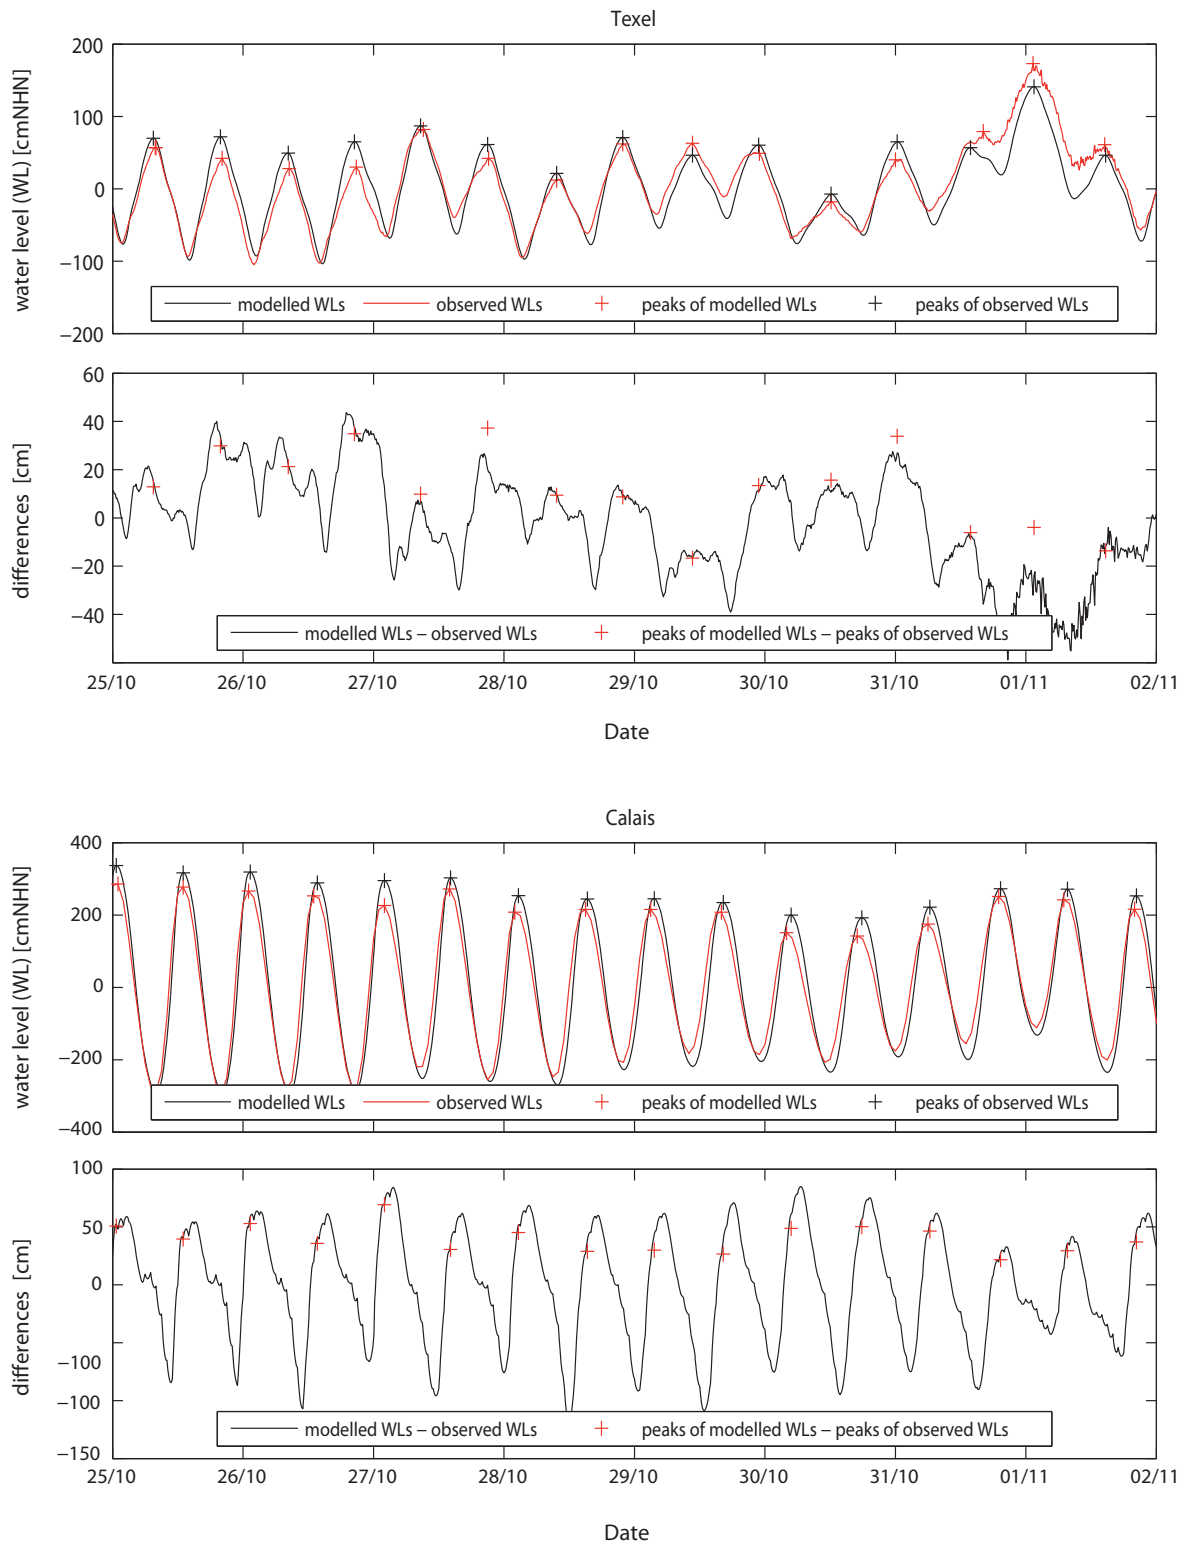 Texel
water level (WL) [cmNHN]
200
100
0
−100
−200
modelled WLs observed WLs peaks of modelled WLs peaks of observed WLs
differences [cm]
60
40
20
0
−20
−40
modelled WLs – observed WLs peaks of modelled WLs – peaks of observed WLs
25/10 26/10 27/10 28/10 29/10 30/10 31/10 01/11 02/11
Date
Calais
water level (WL) [cmNHN]
400
200
0
−200
−400
modelled WLs observed WLs peaks of modelled WLs peaks of observed WLs
differences [cm]
100
50
0
−100
−100
−150
modelled WLs – observed WLs peaks of modelled WLs – peaks of observed WLs
25/10 26/10 27/10 28/10 29/10 30/10 31/10 01/11 02/11
Date